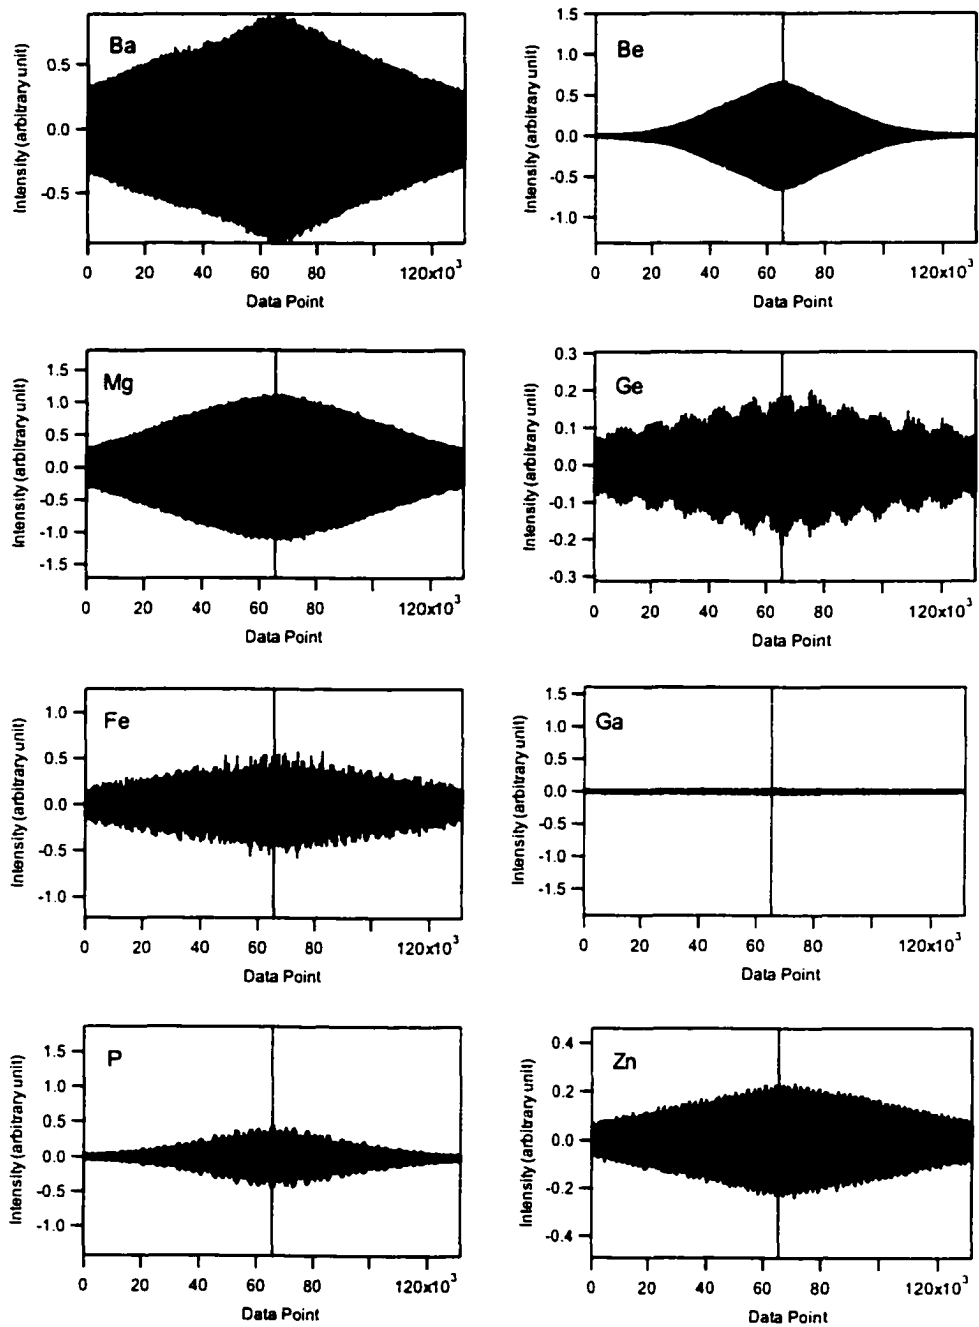 Ba
Intensity (arbitrary unit)
0.5
0.0
-0.5
0 20 40 60 80 120x10³
Data Point
Be
Intensity (arbitrary unit)
1.5
1.0
0.5
0.0
-0.5
-1.0
0 20 40 60 80 120x10³
Data Point
Mg
Intensity (arbitrary unit)
1.5
1.0
0.5
0.0
-0.5
-1.0
-1.5
0 20 40 60 80 120x10³
Data Point
Ge
Intensity (arbitrary unit)
0.3
0.2
0.1
0.0
-0.1
-0.2
-0.3
0 20 40 60 80 120x10³
Data Point
Fe
Intensity (arbitrary unit)
1.0
0.5
0.0
-0.5
-1.0
0 20 40 60 80 120x10³
Data Point
Ga
Intensity (arbitrary unit)
1.5
1.0
0.5
0.0
-0.5
-1.0
-1.5
0 20 40 60 80 120x10³
Data Point
P
Intensity (arbitrary unit)
1.5
1.0
0.5
0.0
-0.5
-1.0
0 20 40 60 80 120x10³
Data Point
Zn
Intensity (arbitrary unit)
0.4
0.2
0.0
-0.2
-0.4
0 20 40 60 80 120x10³
Data Point